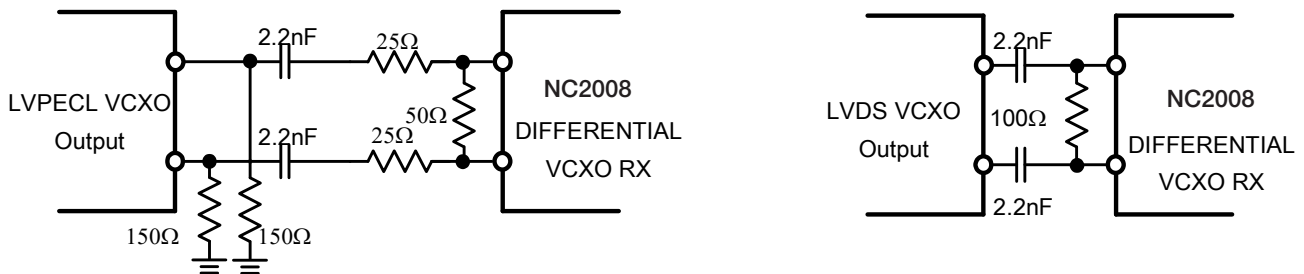 2.2nF
25Ω
LVPECL VCXO
Output
50Ω
NC2008
DIFFERENTIAL
VCXO RX
2.2nF
25Ω
150Ω
150Ω
2.2nF
LVDS VCXO
Output
100Ω
NC2008
DIFFERENTIAL
VCXO RX
2.2nF